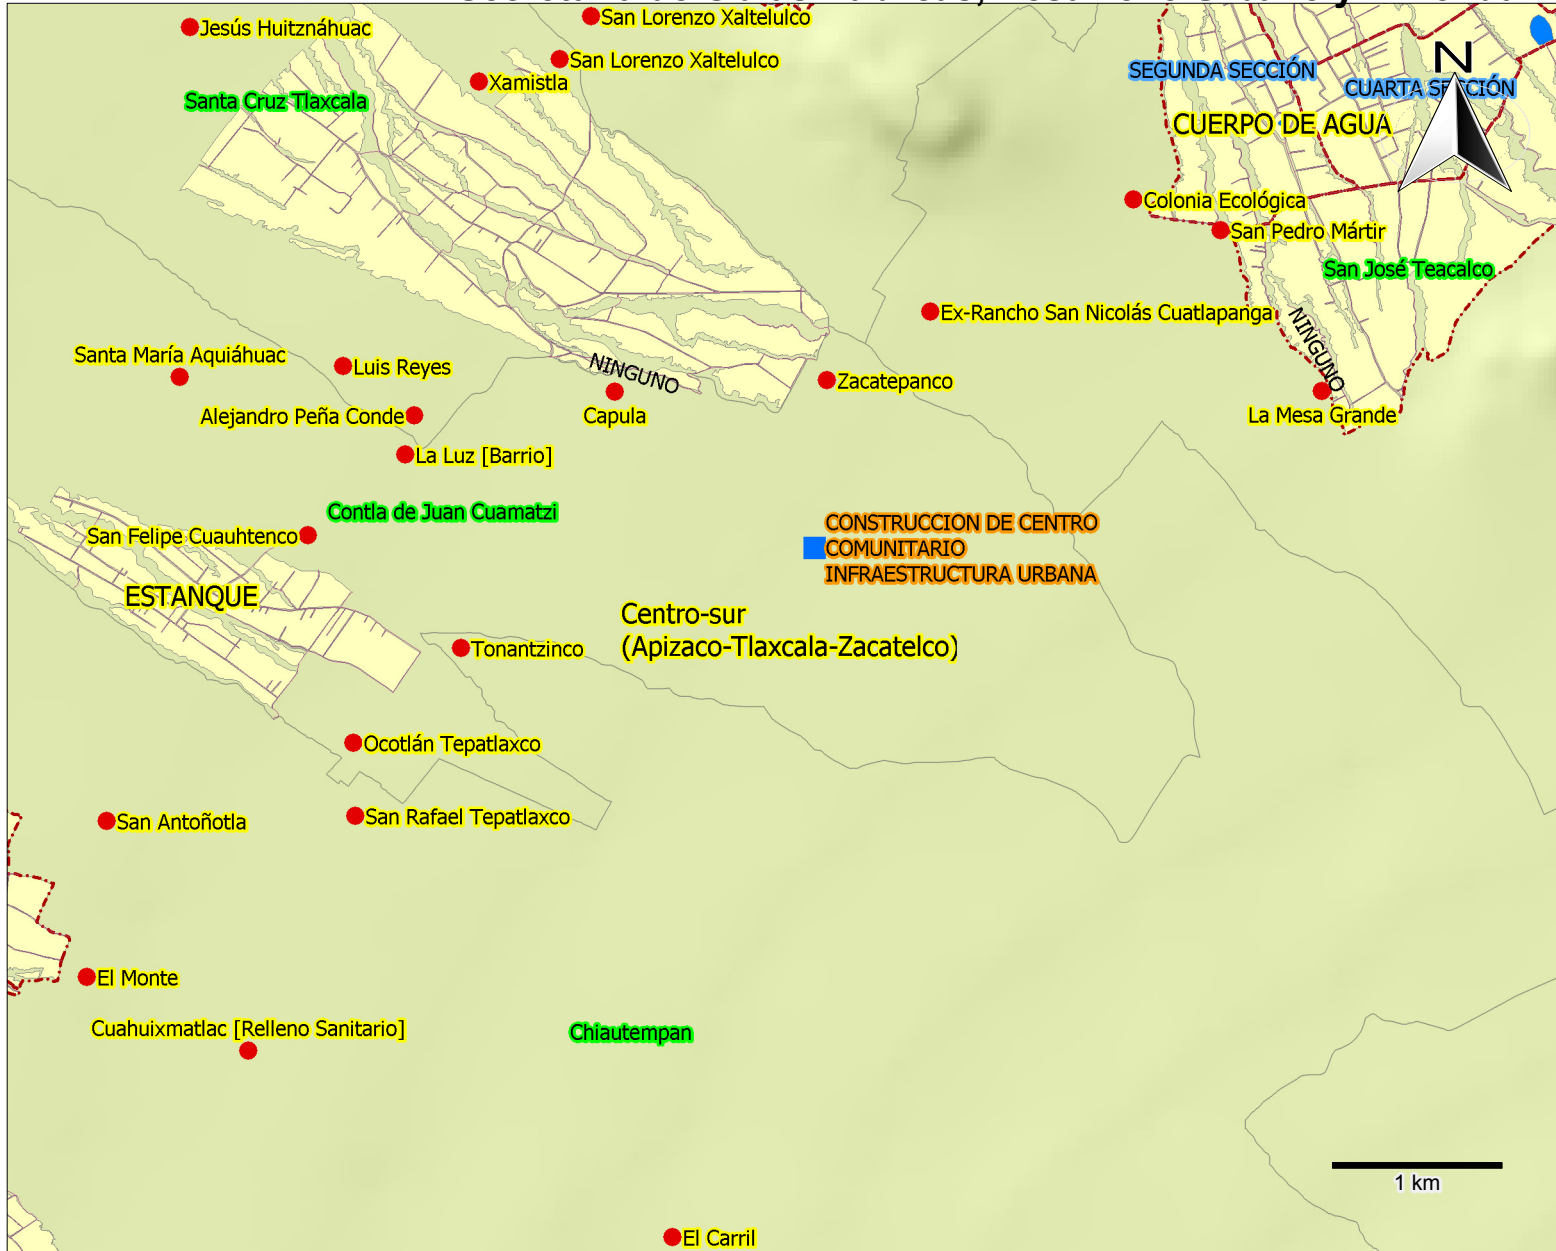 San Lorenzo Xaltelulco
Jesús Huitznáhuac
San Lorenzo Xaltelulco
Xamistla
Santa Cruz Tlaxcala
SEGUNDA SECCIÓN
N
CUARTA SECCIÓN
CUERPO DE AGUA
Colonia Ecológica
San Pedro Mártir
San José Teacalco
Ex-Rancho San Nicolás Cuatlapanga
NINGUNO
Santa María Aquiáhuac
Luis Reyes
NINGUNO
Zacatepanco
Alejandro Peña Conde
Capula
La Mesa Grande
La Luz [Barrio]
Contla de Juan Cuamatzi
San Felipe Cuauhtenco
CONSTRUCCION DE CENTRO
COMUNITARIO
INFRAESTRUCTURA URBANA
ESTANQUE
Centro-sur
(Apizaco-Tlaxcala-Zacatelco)
Tonantzinco
Ocotlán Tepatlaxco
San Rafael Tepatlaxco
San Antoñotla
El Monte
Cuahuixmatlac [Relleno Sanitario]
Chiautempan
1 km
El Carril